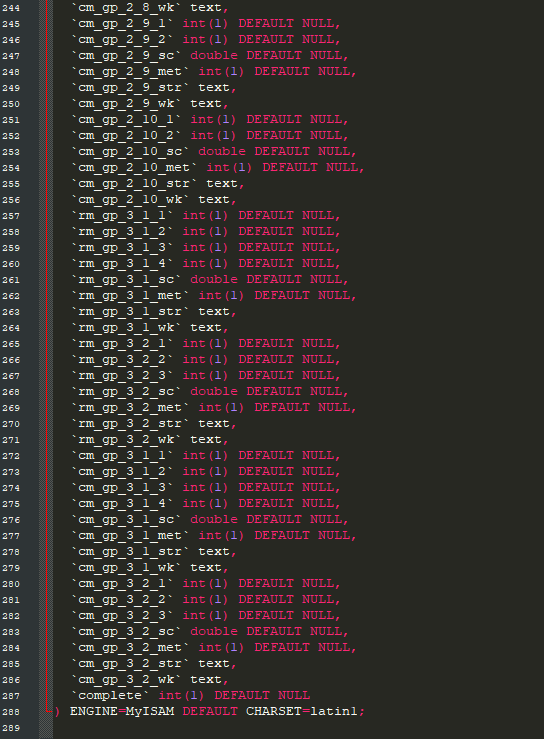 244 `cm_gp_2_8_wk` text,
245 `cm_gp_2_9_1` int(1) DEFAULT NULL,
246 `cm_gp_2_9_2` int(1) DEFAULT NULL,
247 `cm_gp_2_9_sc` double DEFAULT NULL,
248 `cm_gp_2_9_met` int(1) DEFAULT NULL,
249 `cm_gp_2_9_str` text,
250 `cm_gp_2_9_wk` text,
251 `cm_gp_2_10_1` int(1) DEFAULT NULL,
252 `cm_gp_2_10_2` int(1) DEFAULT NULL,
253 `cm_gp_2_10_sc` double DEFAULT NULL,
254 `cm_gp_2_10_met` int(1) DEFAULT NULL,
255 `cm_gp_2_10_str` text,
256 `cm_gp_2_10_wk` text,
257 `rm_gp_3_1_1` int(1) DEFAULT NULL,
258 `rm_gp_3_1_2` int(1) DEFAULT NULL,
259 `rm_gp_3_1_3` int(1) DEFAULT NULL,
260 `rm_gp_3_1_4` int(1) DEFAULT NULL,
261 `rm_gp_3_1_sc` double DEFAULT NULL,
262 `rm_gp_3_1_met` int(1) DEFAULT NULL,
263 `rm_gp_3_1_str` text,
264 `rm_gp_3_1_wk` text,
265 `rm_gp_3_2_1` int(1) DEFAULT NULL,
266 `rm_gp_3_2_2` int(1) DEFAULT NULL,
267 `rm_gp_3_2_3` int(1) DEFAULT NULL,
268 `rm_gp_3_2_sc` double DEFAULT NULL,
269 `rm_gp_3_2_met` int(1) DEFAULT NULL,
270 `rm_gp_3_2_str` text,
271 `rm_gp_3_2_wk` text,
272 `cm_gp_3_1_1` int(1) DEFAULT NULL,
273 `cm_gp_3_1_2` int(1) DEFAULT NULL,
274 `cm_gp_3_1_3` int(1) DEFAULT NULL,
275 `cm_gp_3_1_4` int(1) DEFAULT NULL,
276 `cm_gp_3_1_sc` double DEFAULT NULL,
277 `cm_gp_3_1_met` int(1) DEFAULT NULL,
278 `cm_gp_3_1_str` text,
279 `cm_gp_3_1_wk` text,
280 `cm_gp_3_2_1` int(1) DEFAULT NULL,
281 `cm_gp_3_2_2` int(1) DEFAULT NULL,
282 `cm_gp_3_2_3` int(1) DEFAULT NULL,
283 `cm_gp_3_2_sc` double DEFAULT NULL,
284 `cm_gp_3_2_met` int(1) DEFAULT NULL,
285 `cm_gp_3_2_str` text,
286 `cm_gp_3_2_wk` text,
287 `complete` int(1) DEFAULT NULL
288 ) ENGINE=MyISAM DEFAULT CHARSET=latin1;
289